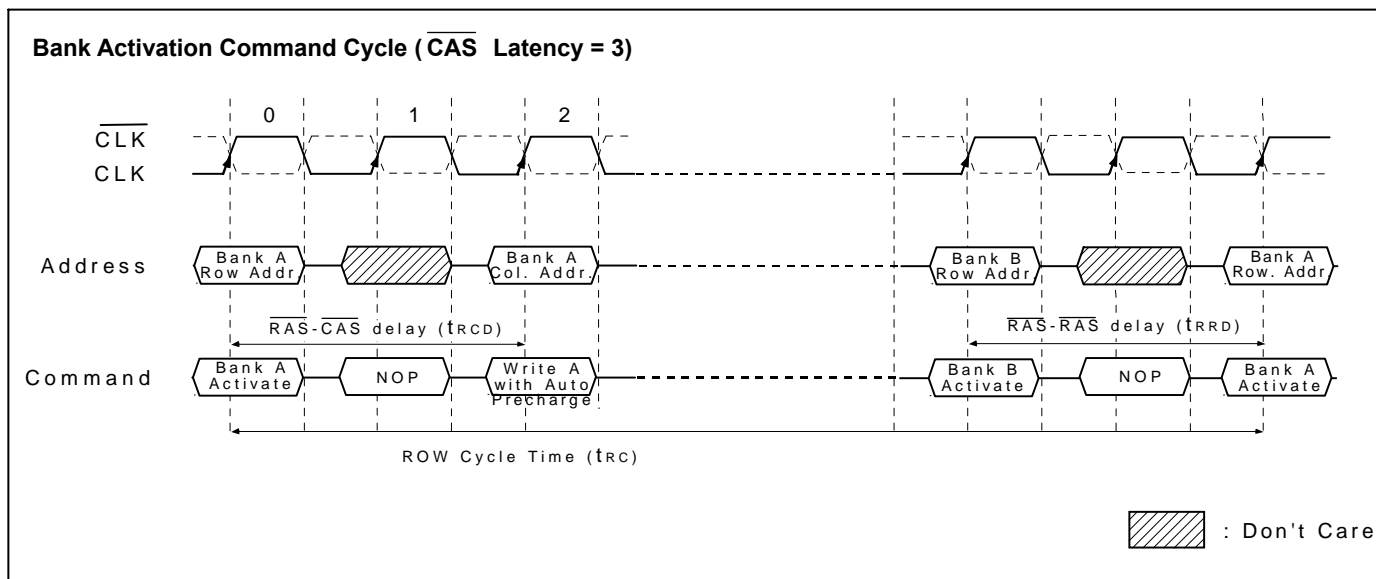 Bank Activation Command Cycle ( CAS Latency = 3)
0 1 2
CLK
CLK
Address
Bank A
Row Addr.
Bank A
Col. Addr.
Bank B
Row Addr.
Bank A
Row. Addr.
RAS-CAS delay (tRCD)
RAS-RAS delay (tRRD)
Command
Bank A
Activate
NOP
Write A
with Auto
Precharge
Bank B
Activate
NOP
Bank A
Activate
ROW Cycle Time (tRC)
: Don't Care